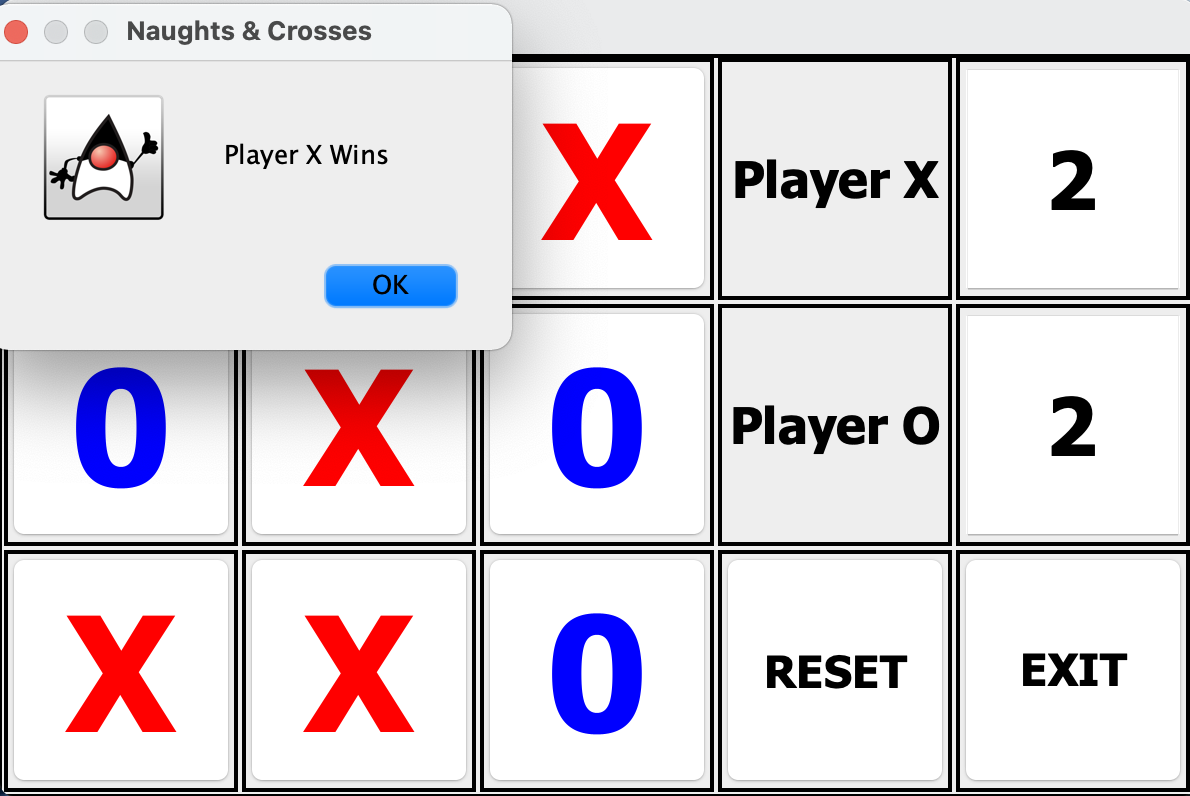 Naughts & Crosses
Player X Wins
OK
X Player X 2
0 X 0 Player O 2
X X 0 RESET EXIT